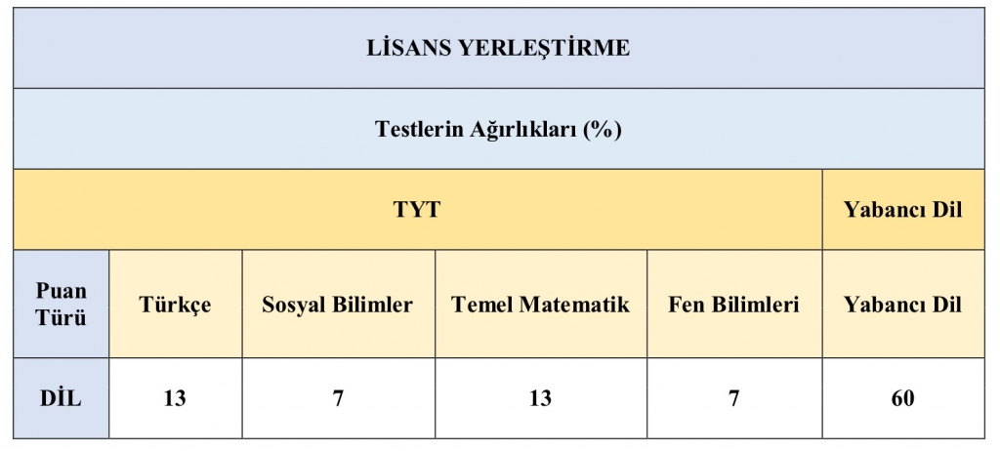 LİSANS YERLEŞTİRME
Testlerin Ağırlıkları (%)
TYT Yabancı Dil
Puan Türü Türkçe Sosyal Bilimler Temel Matematik Fen Bilimleri Yabancı Dil
DİL 13 7 13 7 60